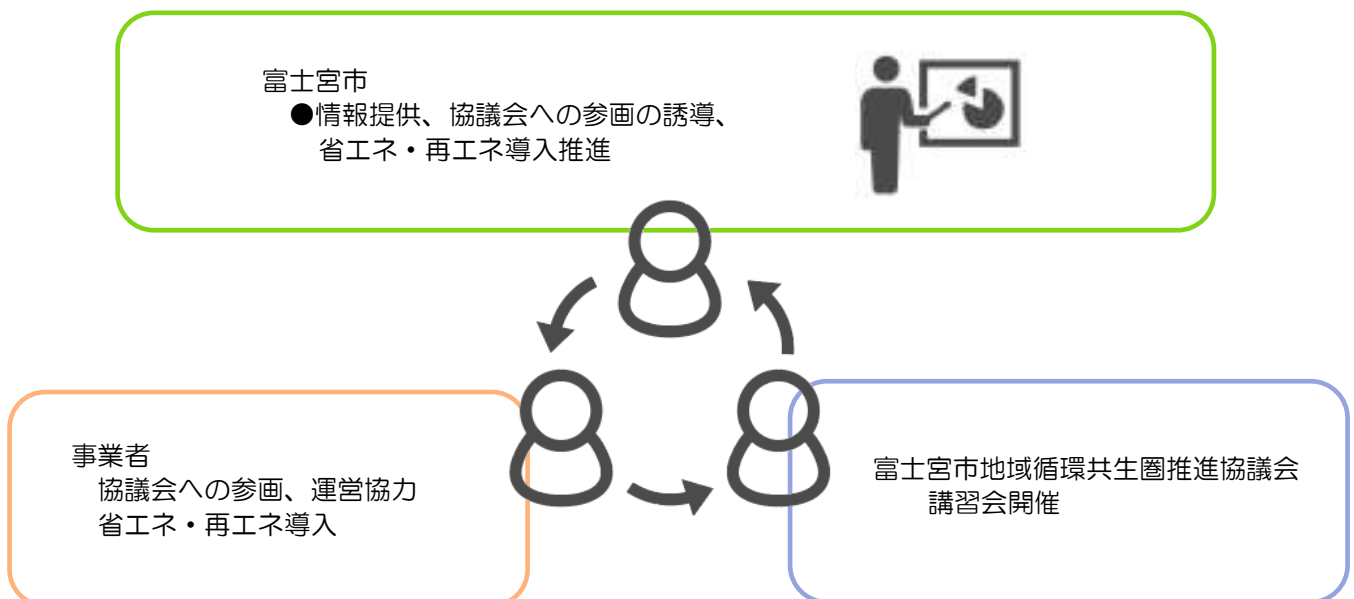 富士宮市
●情報提供、協議会への参画の誘導、
省エネ・再エネ導入推進
事業者
協議会への参画、運営協力
省エネ・再エネ導入
富士宮市地域循環共生圏推進協議会
講習会開催